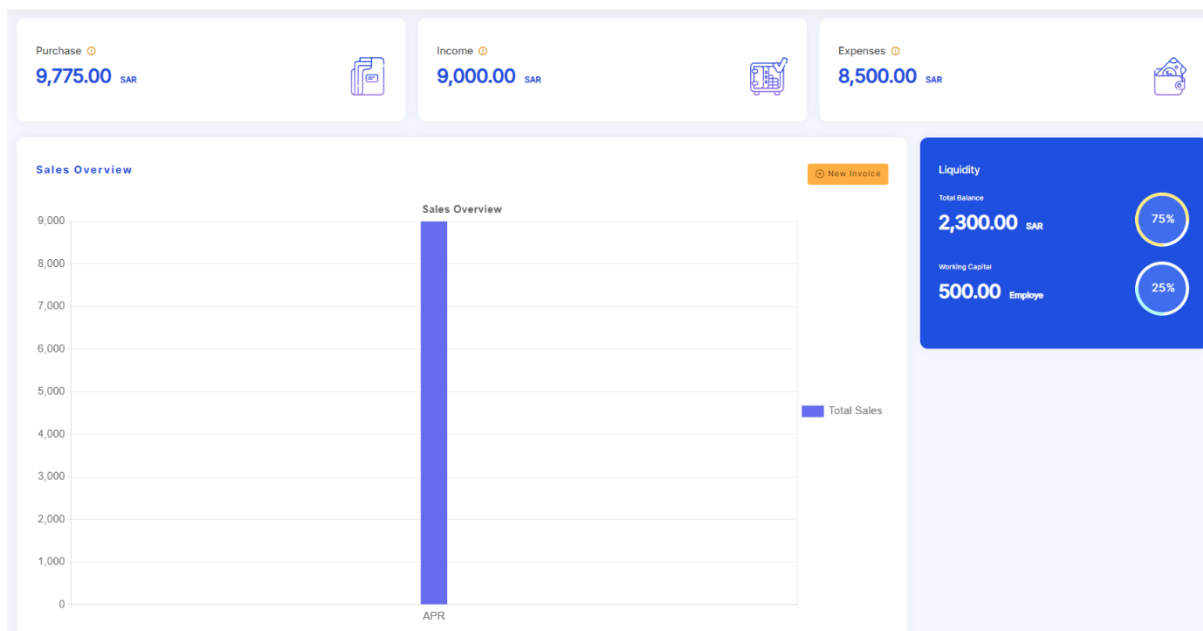 Purchase
9,775.00 SAR
Income
9,000.00 SAR
Expenses
8,500.00 SAR
Sales Overview
New Invoice
Sales Overview
9,000
8,000
7,000
6,000
5,000
4,000
3,000
2,000
1,000
0
APR
Total Sales
Liquidity
Total Balance
2,300.00 SAR
75%
Working Capital
500.00 Employe
25%